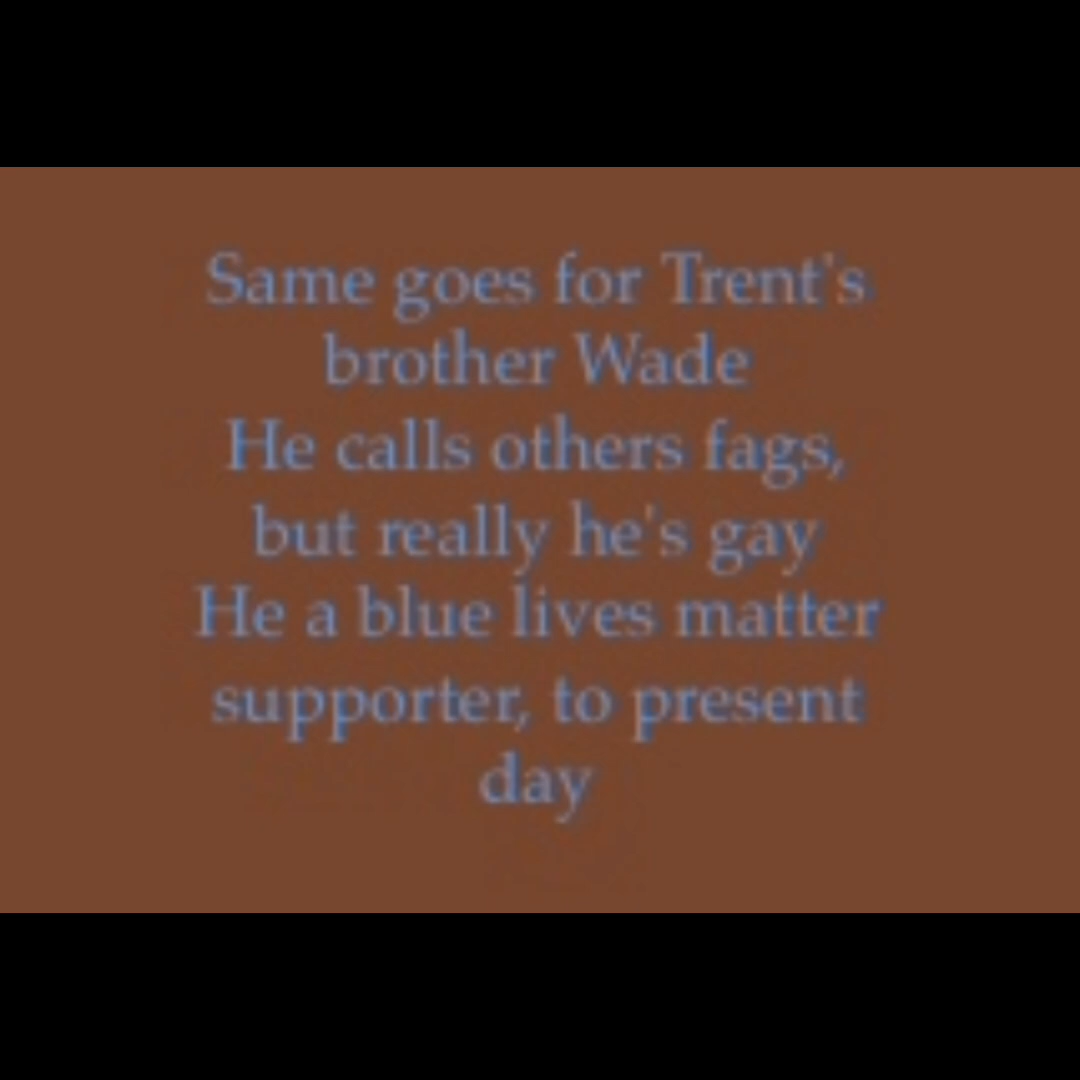 Same goes for Trent's
brother Wade
He calls others fags,
but really he's gay
He a blue lives matter
supporter, to present
day